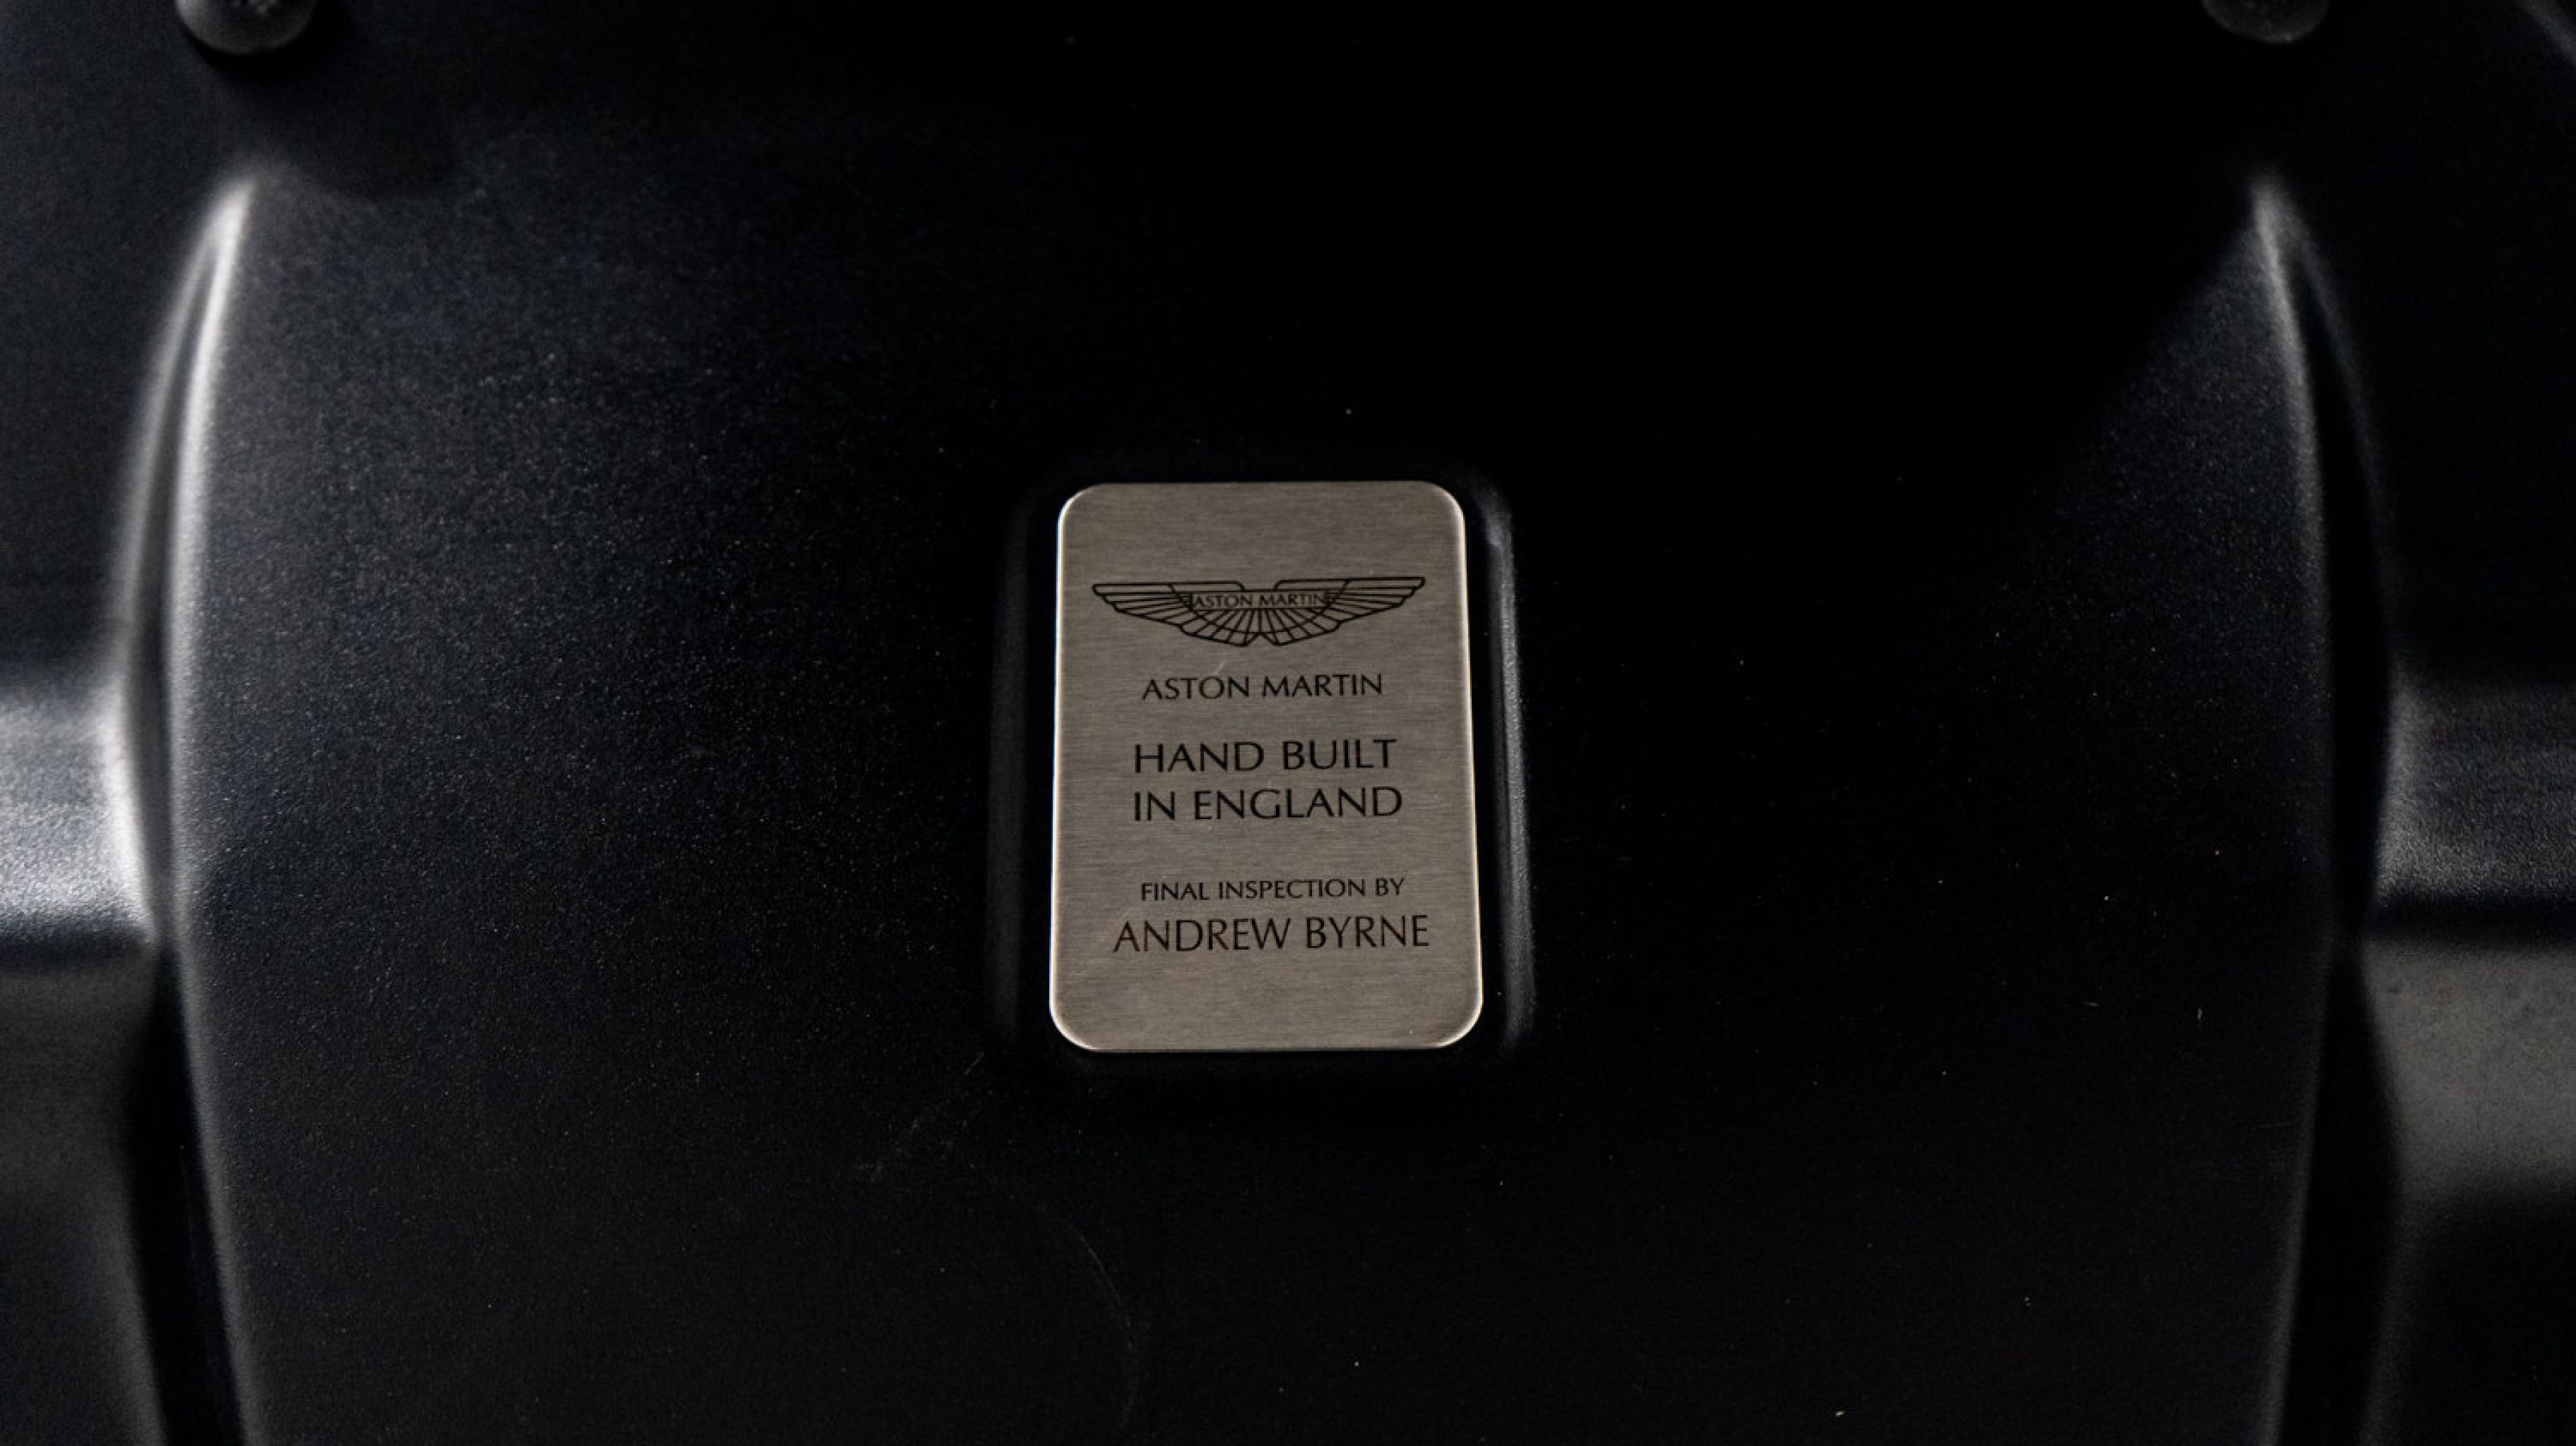 ASTON MARTIN
ASTON MARTIN
HAND BUILT
IN ENGLAND
FINAL INSPECTION BY
ANDREW BYRNE